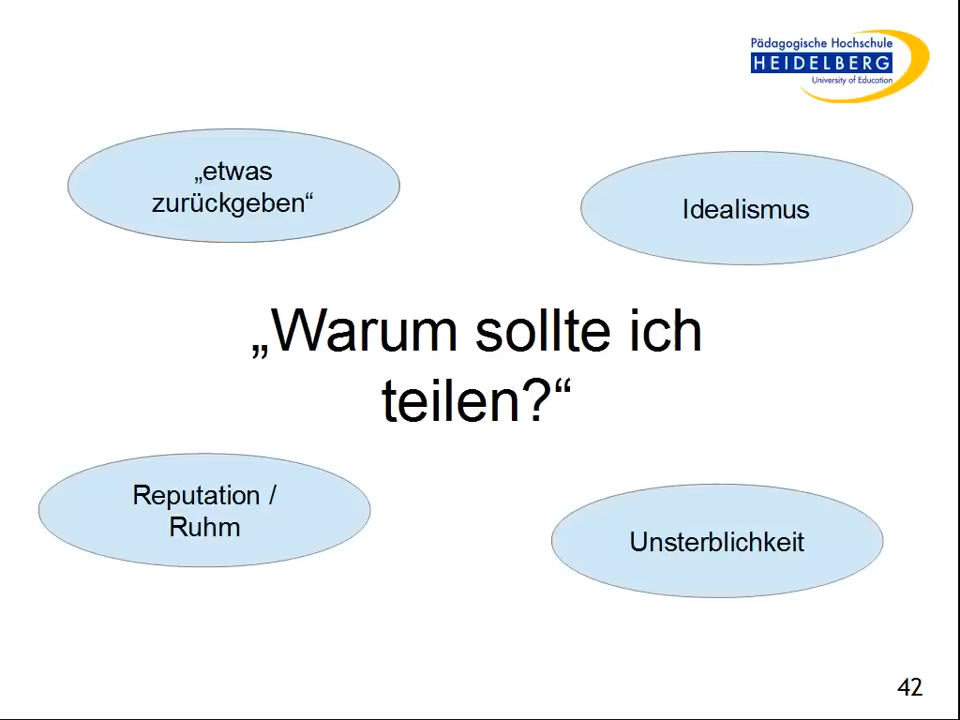 Pädagogische Hochschule
HEIDELBERG
University of Education
„etwas
zurückgeben“
Idealismus
„Warum sollte ich
teilen?“
Reputation /
Ruhm
Unsterblichkeit
42